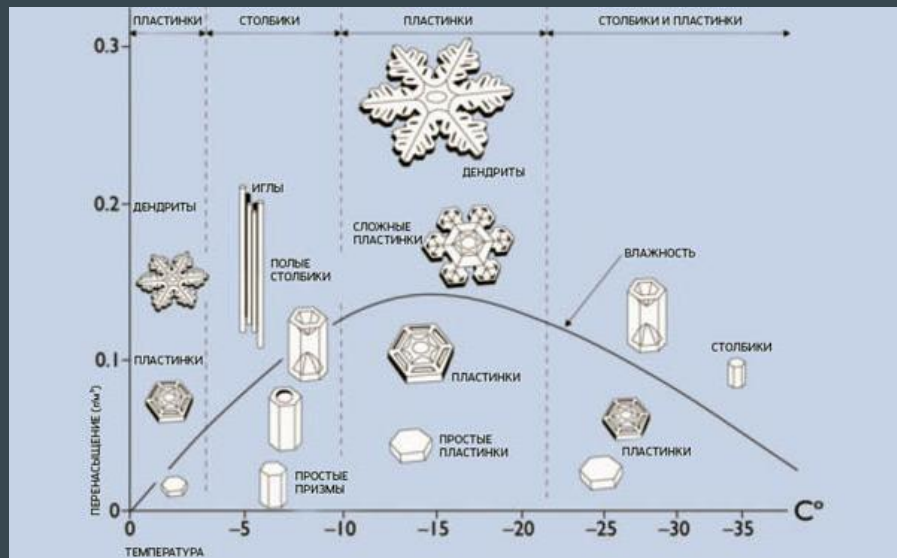 ПЛАСТИНКИ
СТОЛБИКИ
ПЛАСТИНКИ
СТОЛБИКИ И ПЛАСТИНКИ
0.3
ДЕНДРИТЫ
ИГЛЫ
0.2
ДЕНДРИТЫ
СЛОЖНЫЕ
ПЛАСТИНКИ
ВЛАЖНОСТЬ
ПОЛЫЕ
СТОЛБИКИ
СТОЛБИКИ
0.1
ПЛАСТИНКИ
ПЛАСТИНКИ
ПРОСТЫЕ
ПЛАСТИНКИ
ПЛАСТИНКИ
ПРОСТЫЕ
ПРИЗМЫ
ПЕРЕНАСЫЩЕНИЕ (г/м³)
0
0
−5
−10
−15
−20
−25
−30
−35
C°
ТЕМПЕРАТУРА